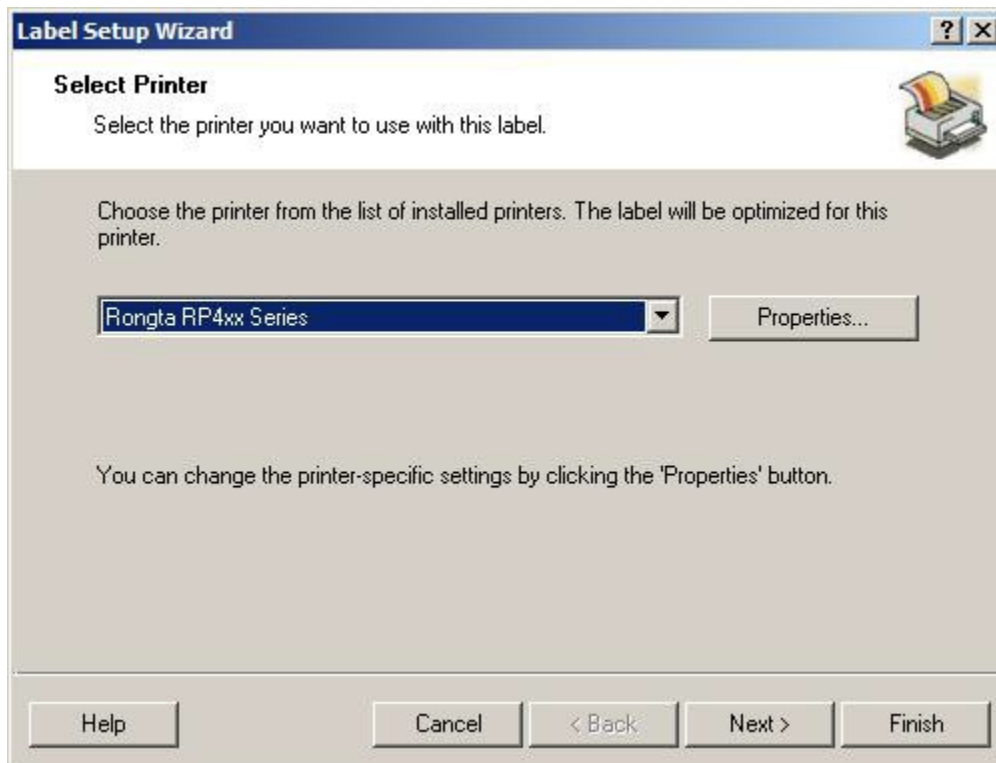 Label Setup Wizard
Select Printer
Select the printer you want to use with this label.
Choose the printer from the list of installed printers. The label will be optimized for this
printer.
Rongta RP4xx Series
Properties...
You can change the printer-specific settings by clicking the 'Properties' button.
Help
Cancel
< Back
Next >
Finish